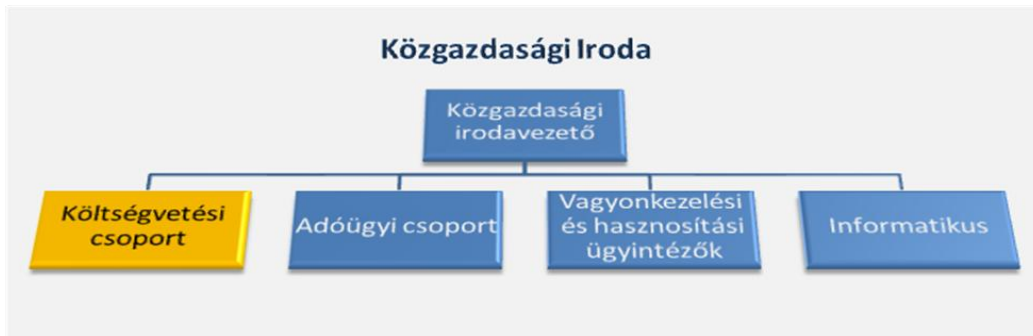 Közgazdasági Iroda
Közgazdasági
irodavezető
Költségvetési
csoport
Adóügyi csoport
Vagyonkezelési
és hasznosítási
ügyintézők
Informatikus